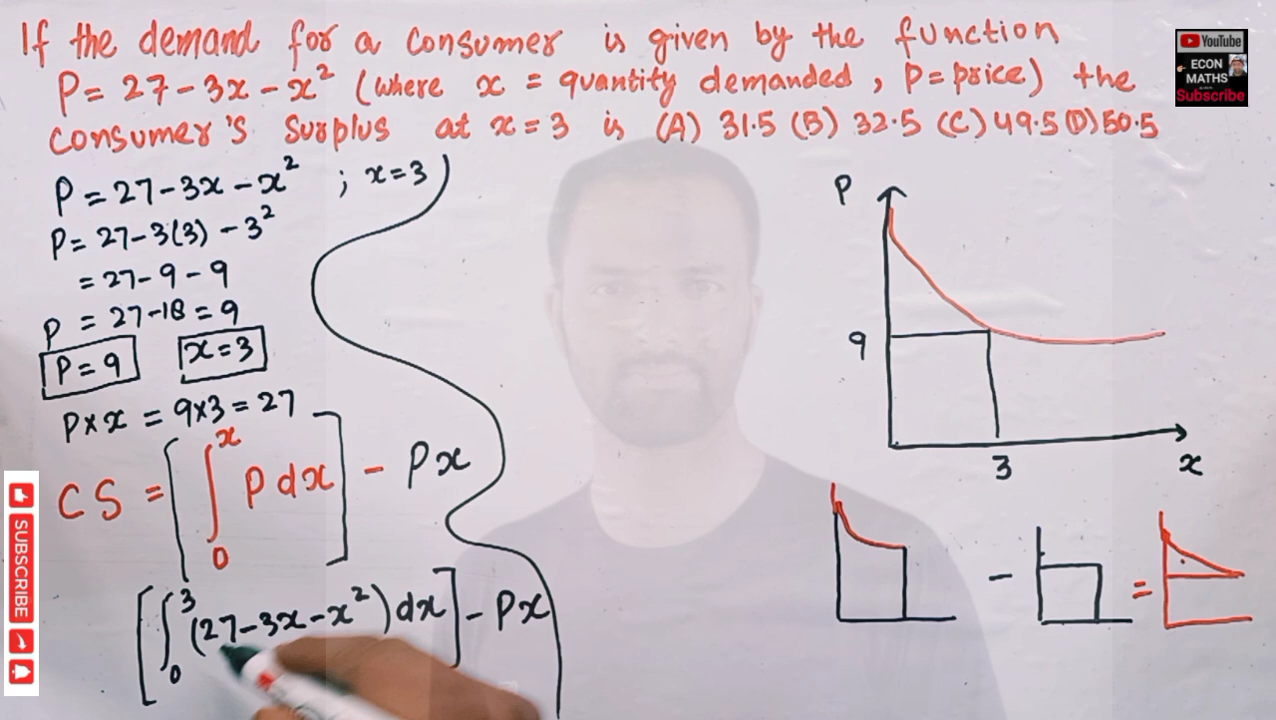 If the demand for a consumer is given by the function
P = 27 - 3x - x² (where x = quantity demanded, p = price) the
consumer's surplus at x = 3 is (A) 31.5 (B) 32.5 (C) 49.5 (D) 50.5
YouTube
ECON
MATHS
Subscribe
P = 27 - 3x - x² ; x = 3
P = 27 - 3(3) - 3²
= 27 - 9 - 9
P = 27 - 18 = 9
P = 9 x = 3
P × x = 9 × 3 = 27
CS = [∫₀ˣ P dx] - Px
[∫₀³ (27 - 3x - x²) dx] - Px
P
9
3
x
- =
SUBSCRIBE